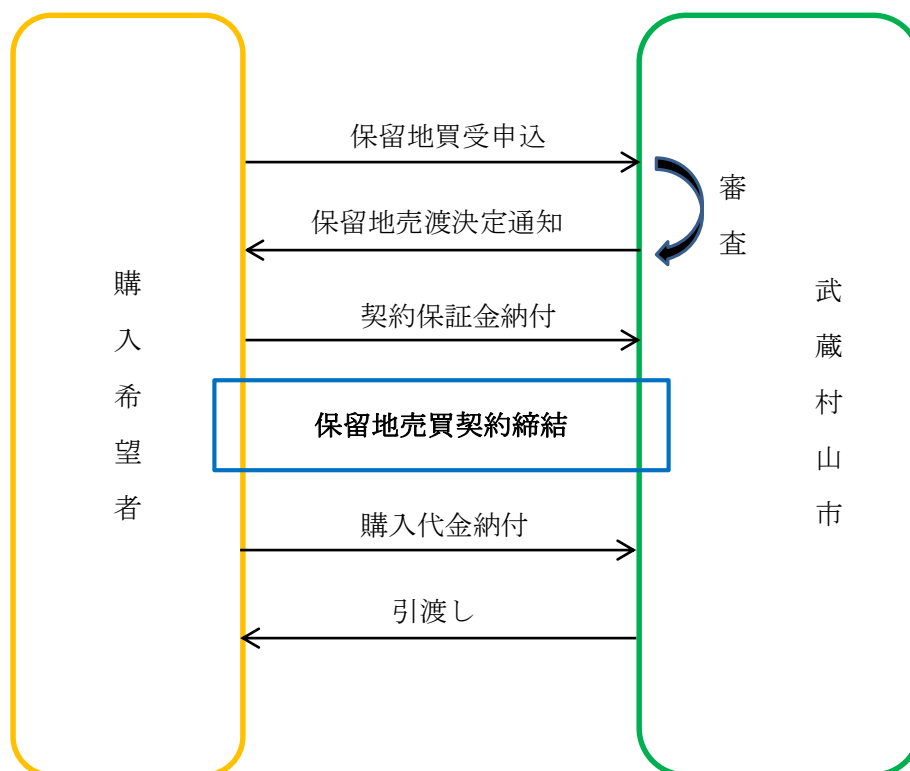 保留地買受申込
審査
保留地売渡決定通知
購入希望者
契約保証金納付
武蔵村山市
保留地売買契約締結
購入代金納付
引渡し